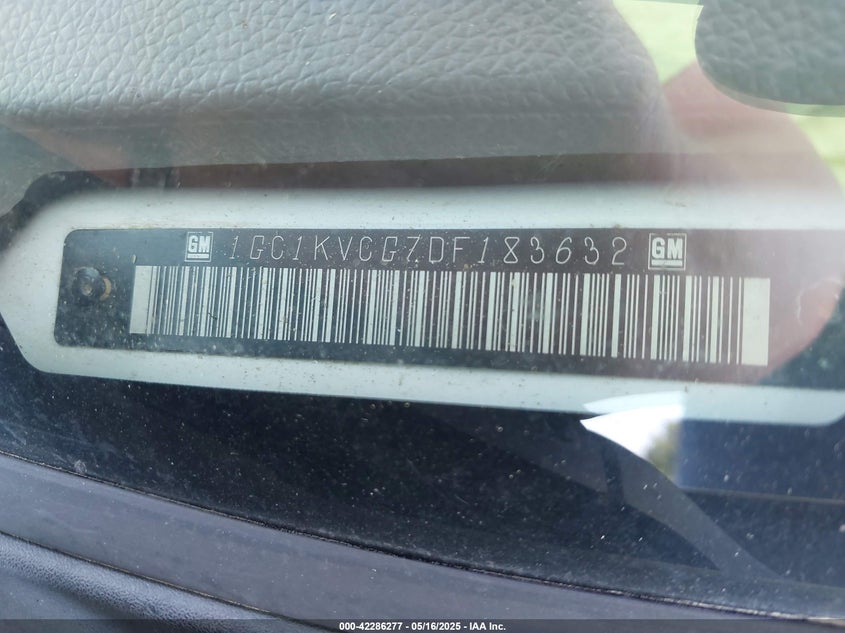 GM 1GC1KVCG7DF183632 GM
000-42286277 - 05/16/2025 - IAA Inc.